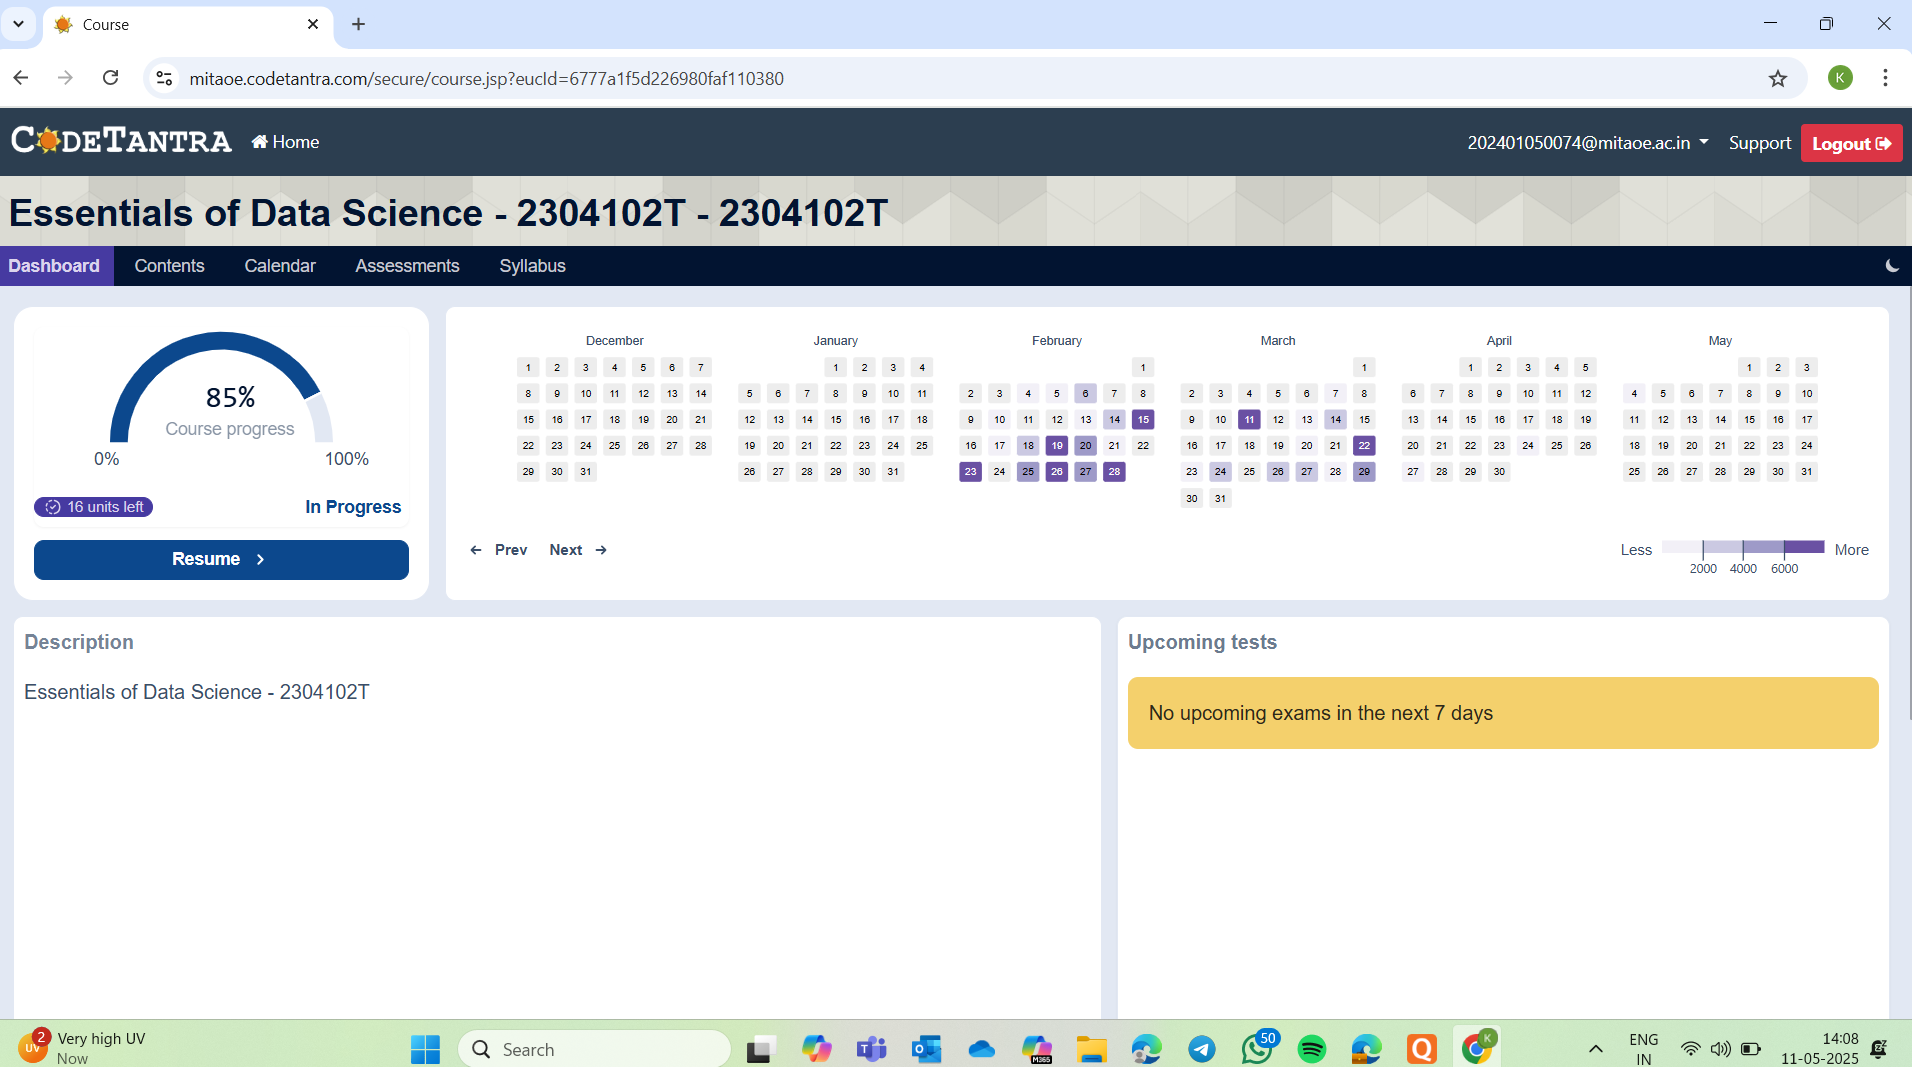 Course
mitaoe.codetantra.com/secure/course.jsp?eucId=6777a1f5d226980faf110380
K
CODETANTRA Home 202401050074@mitaoe.ac.in Support Logout
Essentials of Data Science - 2304102T - 2304102T
Dashboard Contents Calendar Assessments Syllabus
85%
Course progress
0% 100%
16 units left In Progress
Resume
December
1 2 3 4 5 6 7
8 9 10 11 12 13 14
15 16 17 18 19 20 21
22 23 24 25 26 27 28
29 30 31
January
1 2 3 4
5 6 7 8 9 10 11
12 13 14 15 16 17 18
19 20 21 22 23 24 25
26 27 28 29 30 31
February
1
2 3 4 5 6 7 8
9 10 11 12 13 14 15
16 17 18 19 20 21 22
23 24 25 26 27 28
March
1
2 3 4 5 6 7 8
9 10 11 12 13 14 15
16 17 18 19 20 21 22
23 24 25 26 27 28 29
30 31
April
1 2 3 4 5
6 7 8 9 10 11 12
13 14 15 16 17 18 19
20 21 22 23 24 25 26
27 28 29 30
May
1 2 3
4 5 6 7 8 9 10
11 12 13 14 15 16 17
18 19 20 21 22 23 24
25 26 27 28 29 30 31
Prev Next
Less More
2000 4000 6000
Description
Essentials of Data Science - 2304102T
Upcoming tests
No upcoming exams in the next 7 days
UV 2
Very high UV
Now
Search
M365
50
Q
K
ENG
IN
14:08
11-05-2025